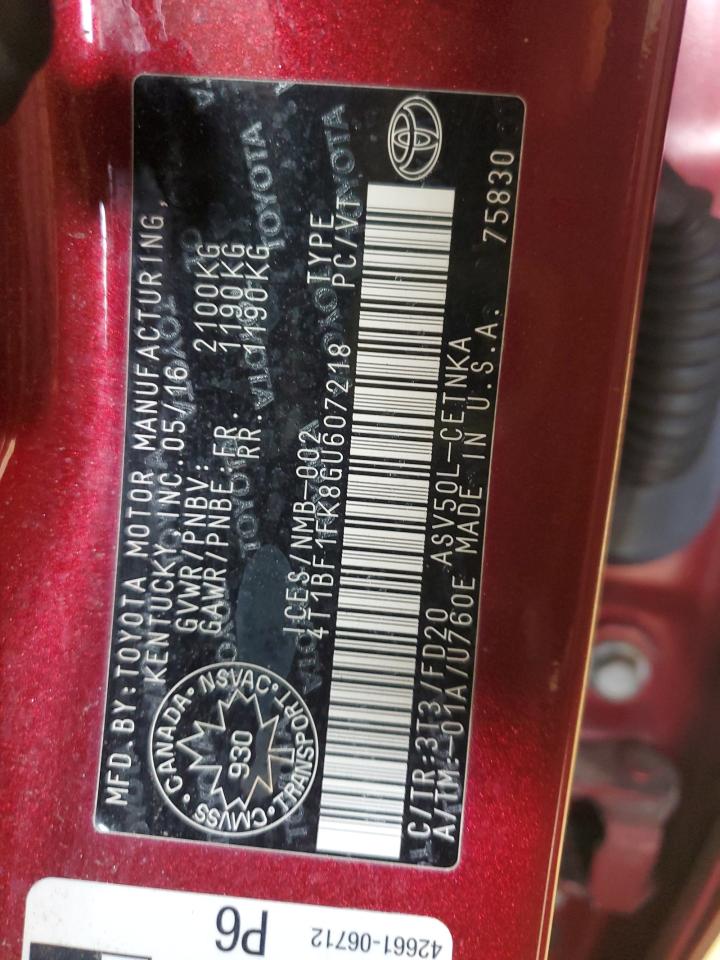 MFD.BY:TOYOTA MOTOR MANUFACTURING,
KENTUCKY,INC.05/16
GVWR/PNBV: 2100KG
GAWR/PNBE:FR. 1190KG
RR. 1190KG
CANADA • NSVAC • TRANSPORT • CMVSS
930
ICES/NMB-002 TYPE
4T1BF1FK8GU607218 PC/VT
C/TR:3T3/FD20 ASV50L-CETNKA
A/TM:-01A/U760E MADE IN U.S.A. 75830
P6
42661-06712